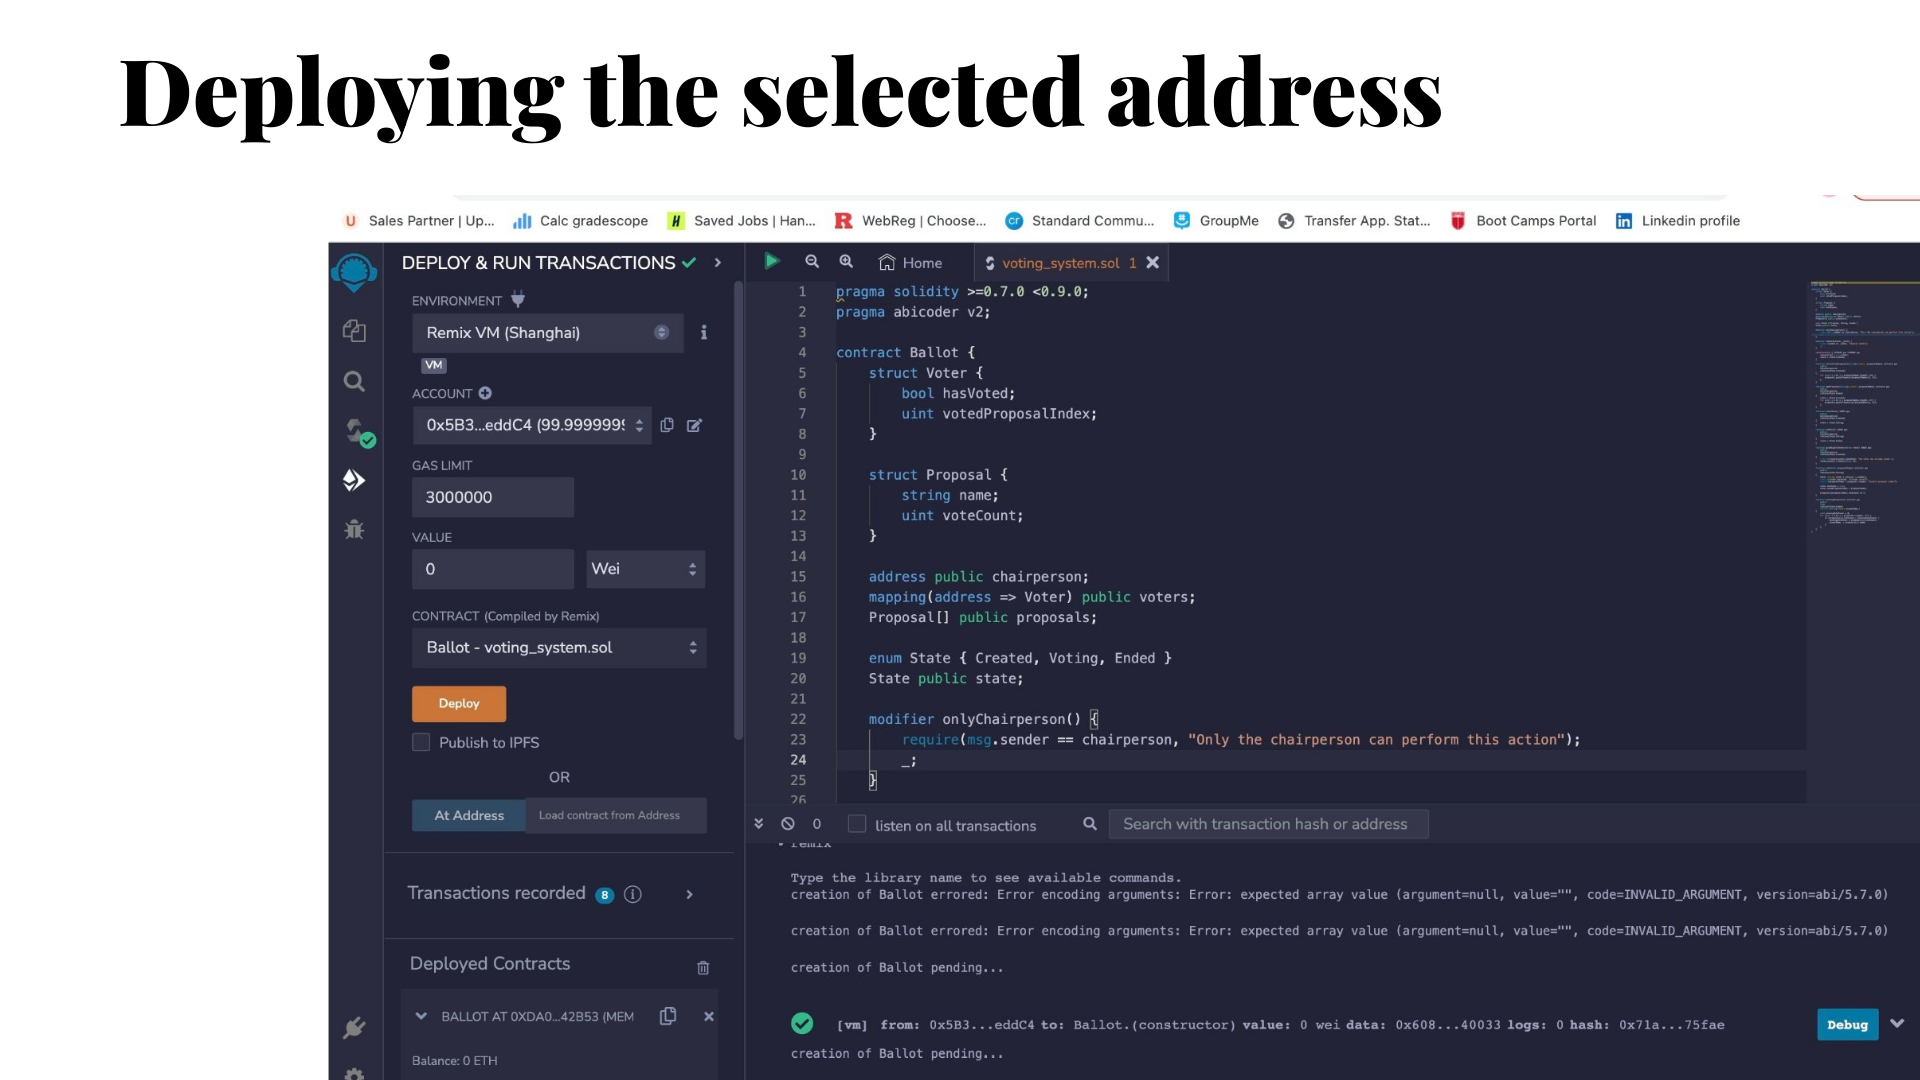 Deploying the selected address
U Sales Partner | Up... Calc gradescope H Saved Jobs | Han... R WebReg | Choose... cr Standard Commu... GroupMe Transfer App. Stat... Boot Camps Portal in Linkedin profile
DEPLOY & RUN TRANSACTIONS
ENVIRONMENT
Remix VM (Shanghai)
VM
ACCOUNT
0x5B3...eddC4 (99.9999999
GAS LIMIT
3000000
VALUE
0 Wei
CONTRACT (Compiled by Remix)
Ballot - voting_system.sol
Deploy
Publish to IPFS
OR
At Address Load contract from Address
Transactions recorded 8 i
Deployed Contracts
BALLOT AT 0XDA0...42B53 (MEM
Balance: 0 ETH
Home voting_system.sol 1
1 pragma solidity >=0.7.0 <0.9.0;
2 pragma abicoder v2;
3
4 contract Ballot {
5 struct Voter {
6 bool hasVoted;
7 uint votedProposalIndex;
8 }
9
10 struct Proposal {
11 string name;
12 uint voteCount;
13 }
14
15 address public chairperson;
16 mapping(address => Voter) public voters;
17 Proposal[] public proposals;
18
19 enum State { Created, Voting, Ended }
20 State public state;
21
22 modifier onlyChairperson() {
23 require(msg.sender == chairperson, "Only the chairperson can perform this action");
24 _;
25 }
26
0 listen on all transactions Search with transaction hash or address
remix
Type the library name to see available commands.
creation of Ballot errored: Error encoding arguments: Error: expected array value (argument=null, value="", code=INVALID_ARGUMENT, version=abi/5.7.0)
creation of Ballot errored: Error encoding arguments: Error: expected array value (argument=null, value="", code=INVALID_ARGUMENT, version=abi/5.7.0)
creation of Ballot pending...
[vm] from: 0x5B3...eddC4 to: Ballot.(constructor) value: 0 wei data: 0x608...40033 logs: 0 hash: 0x71a...75fae Debug
creation of Ballot pending...